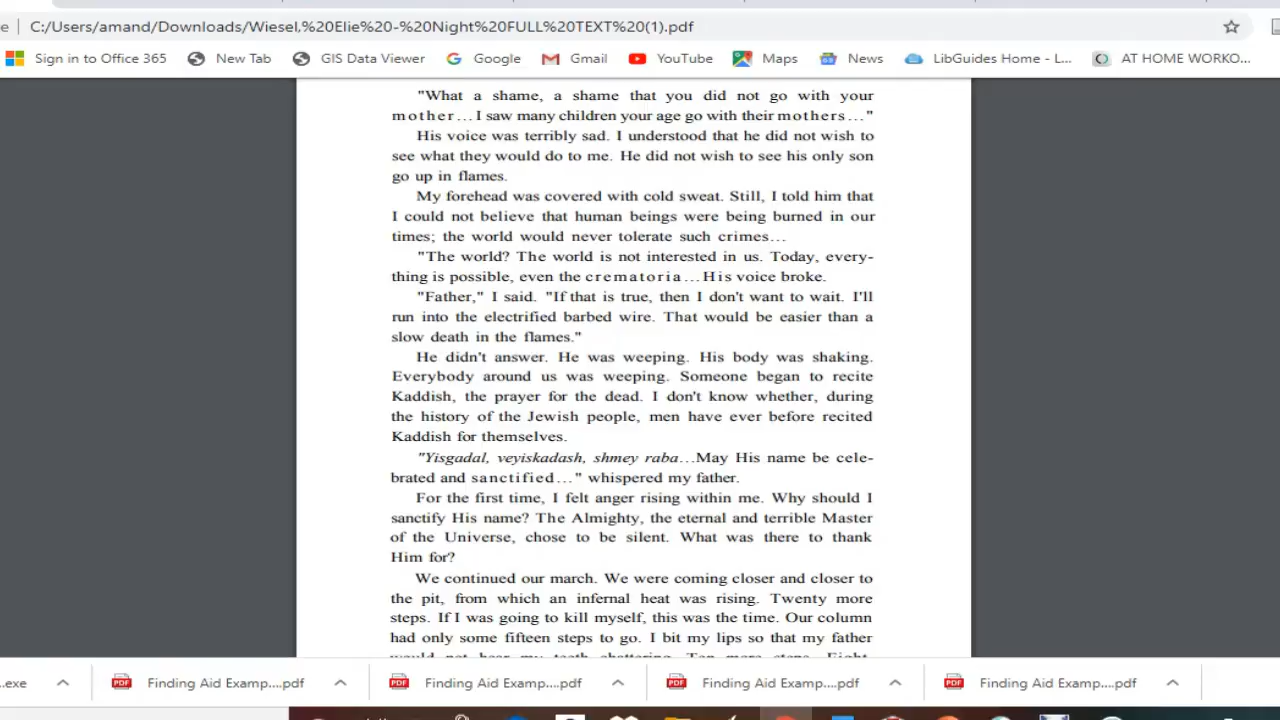 e | C:/Users/amand/Downloads/Wiesel,%20Elie%20-%20Night%20FULL%20TEXT%20(1).pdf
Sign in to Office 365 New Tab GIS Data Viewer Google Gmail YouTube Maps News LibGuides Home - L... AT HOME WORKO...
"What a shame, a shame that you did not go with your
mother...I saw many children your age go with their mothers..."
His voice was terribly sad. I understood that he did not wish to
see what they would do to me. He did not wish to see his only son
go up in flames.
My forehead was covered with cold sweat. Still, I told him that
I could not believe that human beings were being burned in our
times; the world would never tolerate such crimes...
"The world? The world is not interested in us. Today, every-
thing is possible, even the crematoria...His voice broke.
"Father," I said. "If that is true, then I don't want to wait. I'll
run into the electrified barbed wire. That would be easier than a
slow death in the flames."
He didn't answer. He was weeping. His body was shaking.
Everybody around us was weeping. Someone began to recite
Kaddish, the prayer for the dead. I don't know whether, during
the history of the Jewish people, men have ever before recited
Kaddish for themselves.
"Yisgadal, veyiskadash, shmey raba...May His name be cele-
brated and sanctified..." whispered my father.
For the first time, I felt anger rising within me. Why should I
sanctify His name? The Almighty, the eternal and terrible Master
of the Universe, chose to be silent. What was there to thank
Him for?
We continued our march. We were coming closer and closer to
the pit, from which an infernal heat was rising. Twenty more
steps. If I was going to kill myself, this was the time. Our column
had only some fifteen steps to go. I bit my lips so that my father
would not hear my teeth chattering. Ten more steps. Eight.
.exe Finding Aid Examp....pdf Finding Aid Examp....pdf Finding Aid Examp....pdf Finding Aid Examp....pdf